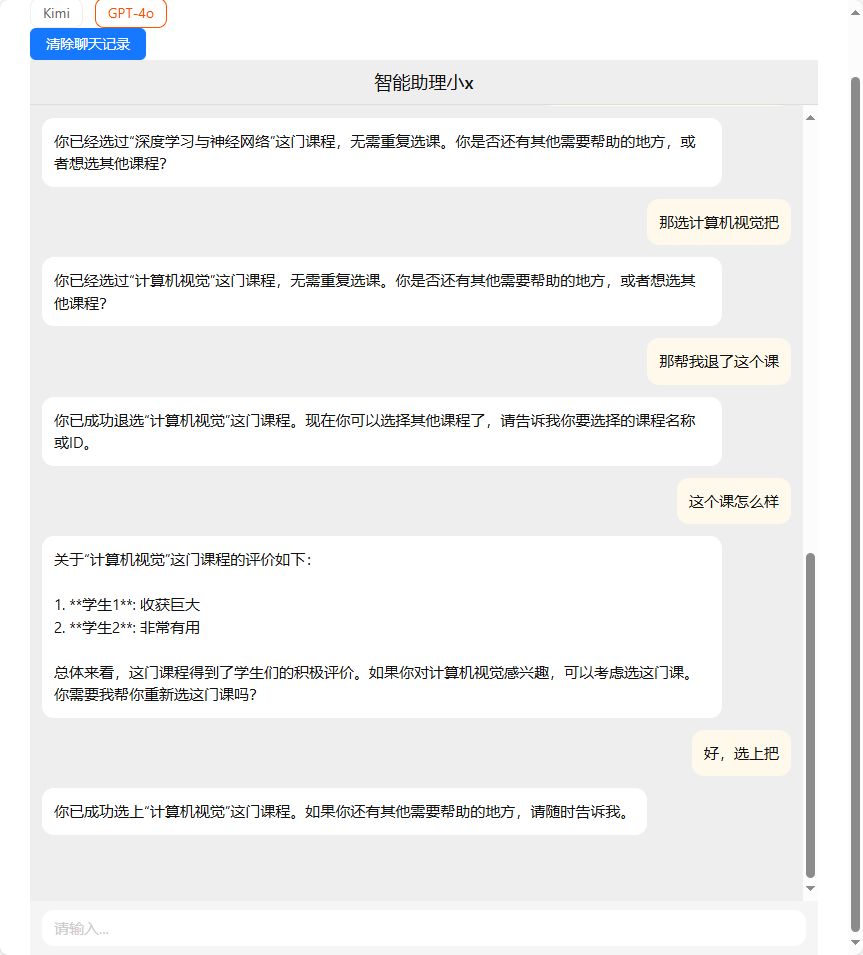 Kimi
GPT-4o
清除聊天记录
智能助理小x
你已经选过“深度学习与神经网络”这门课程，无需重复选课。你是否还有其他需要帮助的地方，或
者想选其他课程？
那选计算机视觉把
你已经选过“计算机视觉”这门课程，无需重复选课。你是否还有其他需要帮助的地方，或者想选其
他课程？
那帮我退了这个课
你已成功退选“计算机视觉”这门课程。现在你可以选择其他课程了，请告诉我你要选择的课程名称
或ID。
这个课怎么样
关于“计算机视觉”这门课程的评价如下：
1. **学生1**: 收获巨大
2. **学生2**: 非常有用
总体来看，这门课程得到了学生们的积极评价。如果你对计算机视觉感兴趣，可以考虑选这门课。
你需要我帮你重新选这门课吗？
好，选上把
你已成功选上“计算机视觉”这门课程。如果你还有其他需要帮助的地方，请随时告诉我。
请输入...